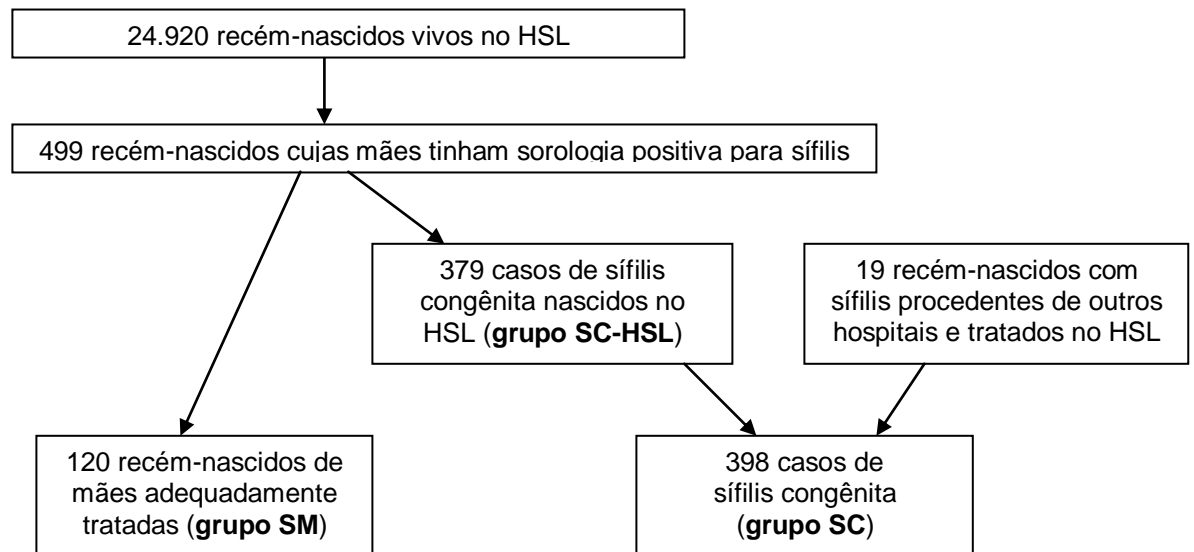 24.920 recém-nascidos vivos no HSL
499 recém-nascidos cujas mães tinham sorologia positiva para sífilis
379 casos de sífilis
congênita nascidos no
HSL (grupo SC-HSL)
19 recém-nascidos com
sífilis procedentes de outros
hospitais e tratados no HSL
120 recém-nascidos de
mães adequadamente
tratadas (grupo SM)
398 casos de
sífilis congênita
(grupo SC)